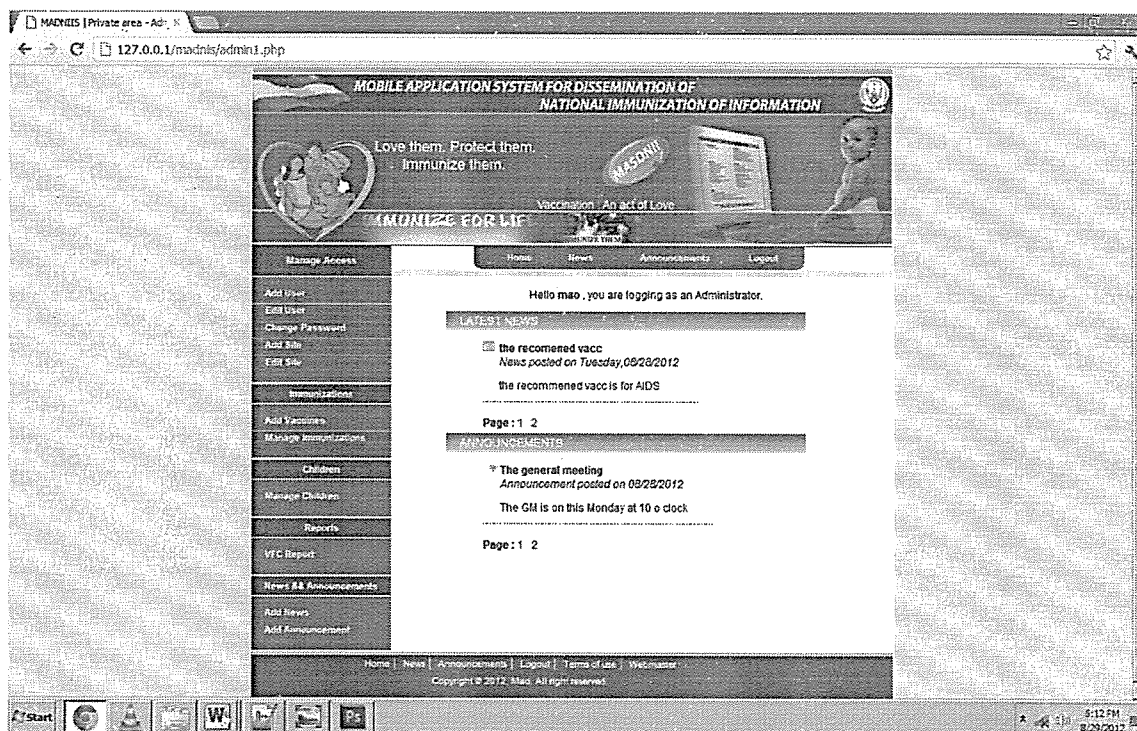 MADNIIS | Private area - Adr
127.0.0.1/madnis/admin1.php
MOBILE APPLICATION SYSTEM FOR DISSEMINATION OF
NATIONAL IMMUNIZATION OF INFORMATION
Love them. Protect them.
Immunize them.
MASDNII
Vaccination : An act of Love
MUNIZE FOR LIF
Manage Access
Home News Announcements Logout
Add User
Edit User
Change Password
Add Site
Edit Site
Immunizations
Add Vaccines
Manage Immunizations
Children
Manage Children
Reports
VFC Report
News && Announcements
Add News
Add Announcement
Hello mao , you are logging as an Administrator.
LATEST NEWS
the recomened vacc
News posted on Tuesday,08/28/2012
the recommened vacc is for AIDS
Page : 1 2
ANNOUNCEMENTS
The general meeting
Announcement posted on 08/28/2012
The GM is on this Monday at 10 o clock
Page : 1 2
Home | News | Announcements | Logout | Terms of use | Webmaster
Copyright © 2012, Mao. All right reserved
Start
W
Ps
5:12 PM
8/29/2012